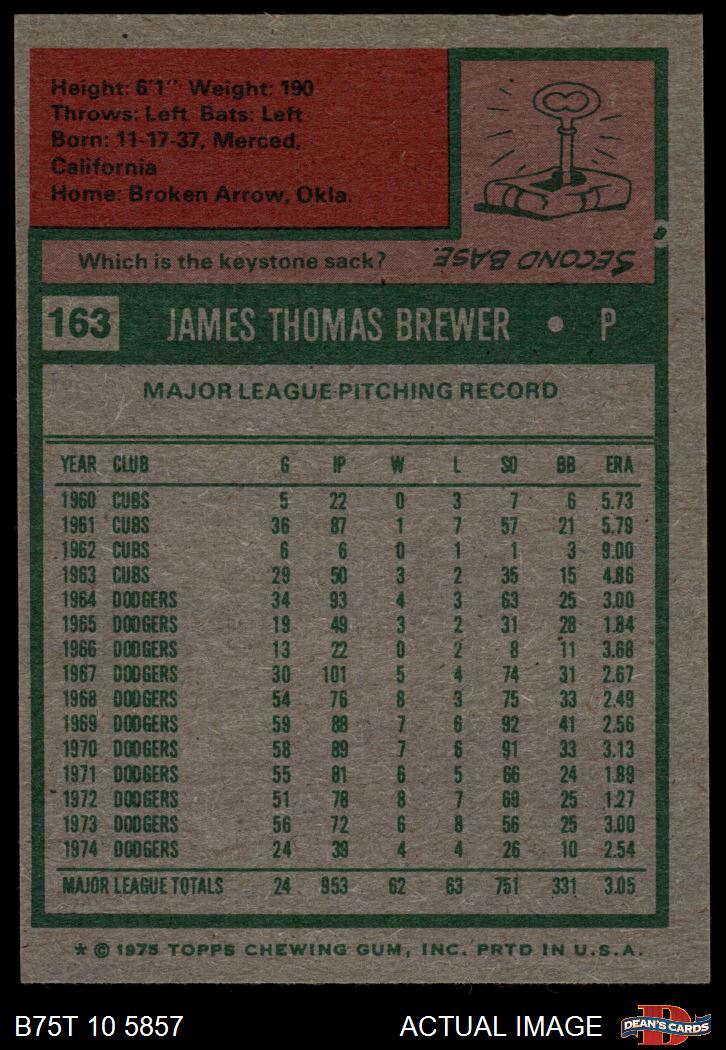 Height: 6'1" Weight: 190
Throws: Left Bats: Left
Born: 11-17-37, Merced,
California
Home: Broken Arrow, Okla.
Which is the keystone sack?
SECOND BASE.
163 JAMES THOMAS BREWER • P
MAJOR LEAGUE PITCHING RECORD
YEAR CLUB G IP W L SO BB ERA
1960 CUBS 5 22 0 3 7 6 5.73
1961 CUBS 36 87 1 7 57 21 5.79
1962 CUBS 6 6 0 1 1 3 9.00
1963 CUBS 29 50 3 2 35 15 4.86
1964 DODGERS 34 93 4 3 63 25 3.00
1965 DODGERS 19 49 3 2 31 28 1.84
1966 DODGERS 13 22 0 2 8 11 3.68
1967 DODGERS 30 101 5 4 74 31 2.67
1968 DODGERS 54 76 8 3 75 33 2.49
1969 DODGERS 59 88 7 6 92 41 2.56
1970 DODGERS 58 89 7 6 91 33 3.13
1971 DODGERS 55 81 6 5 66 24 1.89
1972 DODGERS 51 78 8 7 69 25 1.27
1973 DODGERS 56 72 6 8 56 25 3.00
1974 DODGERS 24 39 4 4 26 10 2.54
MAJOR LEAGUE TOTALS 24 953 62 63 751 331 3.05
* © 1975 TOPPS CHEWING GUM, INC. PRTD IN U.S.A.
B75T 10 5857 ACTUAL IMAGE
DEAN'S CARDS